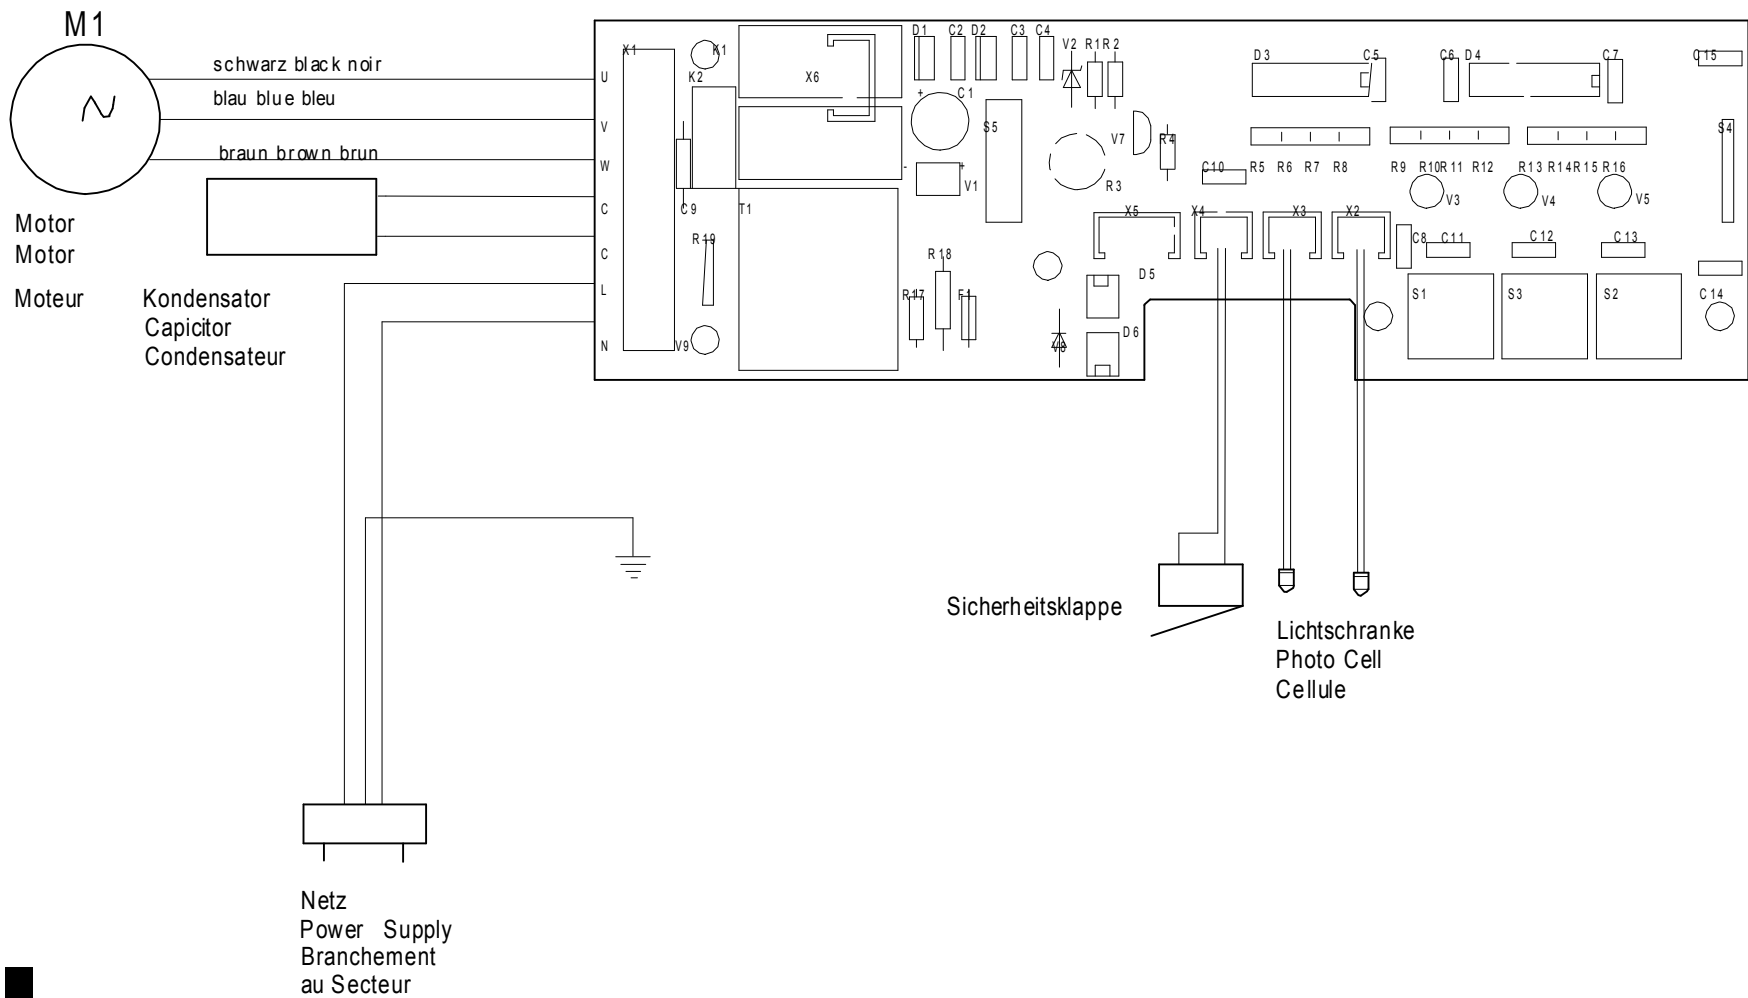 M1
schwarz black noir
blau blue bleu
braun brown brun
Motor
Motor
Moteur
Kondensator
Capicitor
Condensateur
U
V
W
C
C
L
N
X1
K1
K2
X6
D1
C2
D2
C3
C4
V2
R1
R2
D3
C5
C6
D4
C7
C15
+
C1
S5
V7
R4
S4
-
+
V1
R3
C10
R5
R6
R7
R8
R9
R10
R11
R12
R13
R14
R15
R16
V3
V4
V5
C9
T1
R19
X5
X4
X3
X2
C8
C11
C12
C13
R18
R17
F1
D5
D6
V8
V9
S1
S3
S2
C14
Sicherheitsklappe
Lichtschranke
Photo Cell
Cellule
Netz
Power Supply
Branchement
au Secteur